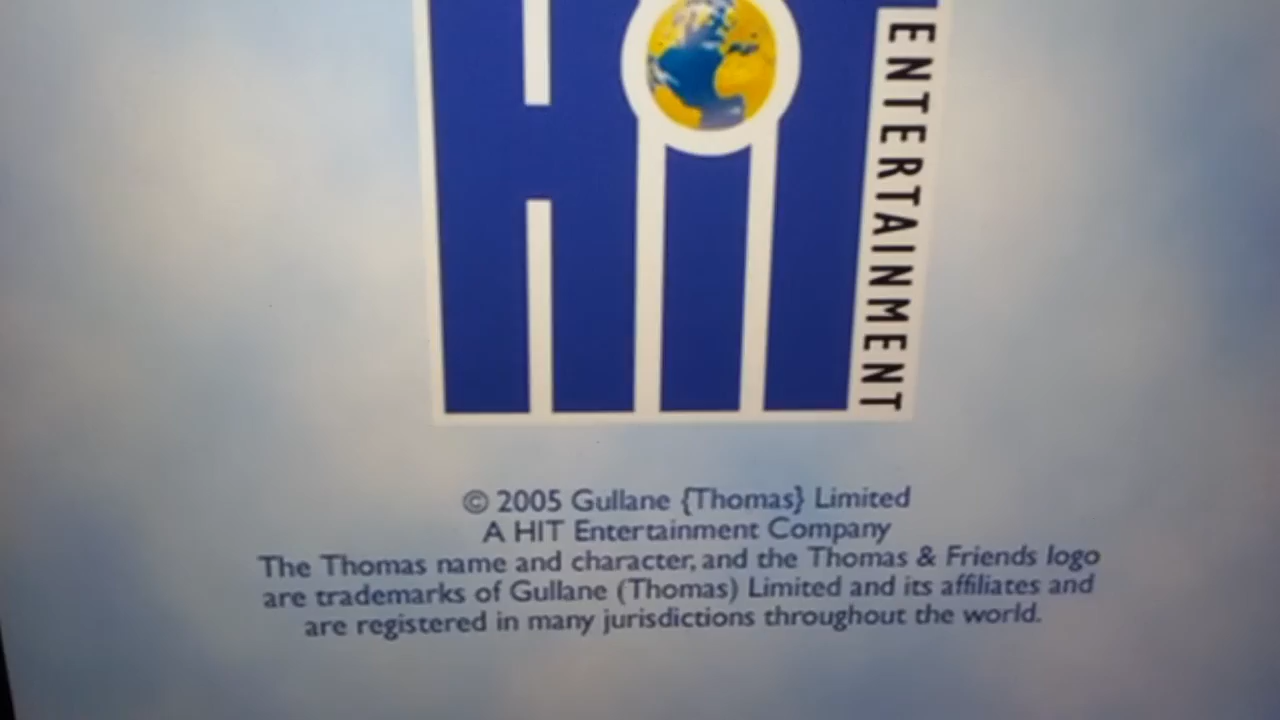 HiT
ENTERTAINMENT
© 2005 Gullane {Thomas} Limited
A HIT Entertainment Company
The Thomas name and character, and the Thomas & Friends logo
are trademarks of Gullane (Thomas) Limited and its affiliates and
are registered in many jurisdictions throughout the world.